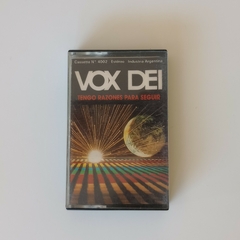 VOX DEI
TENGO RAZONES PARA SEGUIR